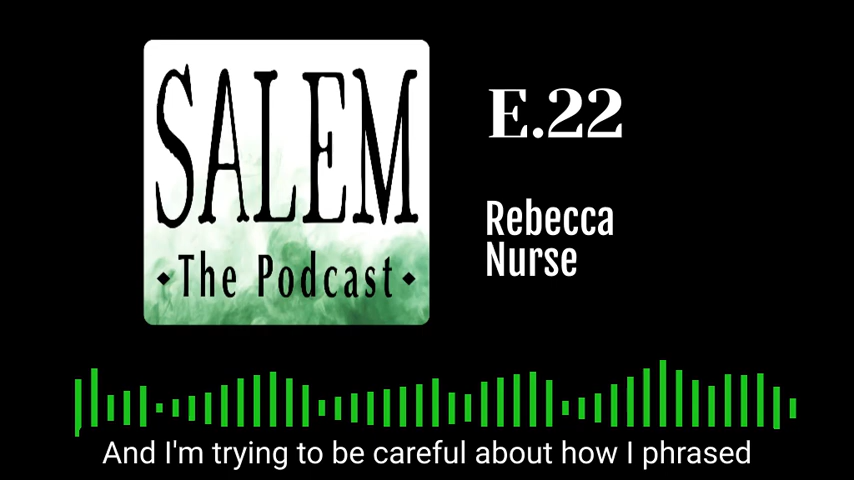 SALEM
◆The Podcast◆
E.22
Rebecca
Nurse
And I'm trying to be careful about how I phrased